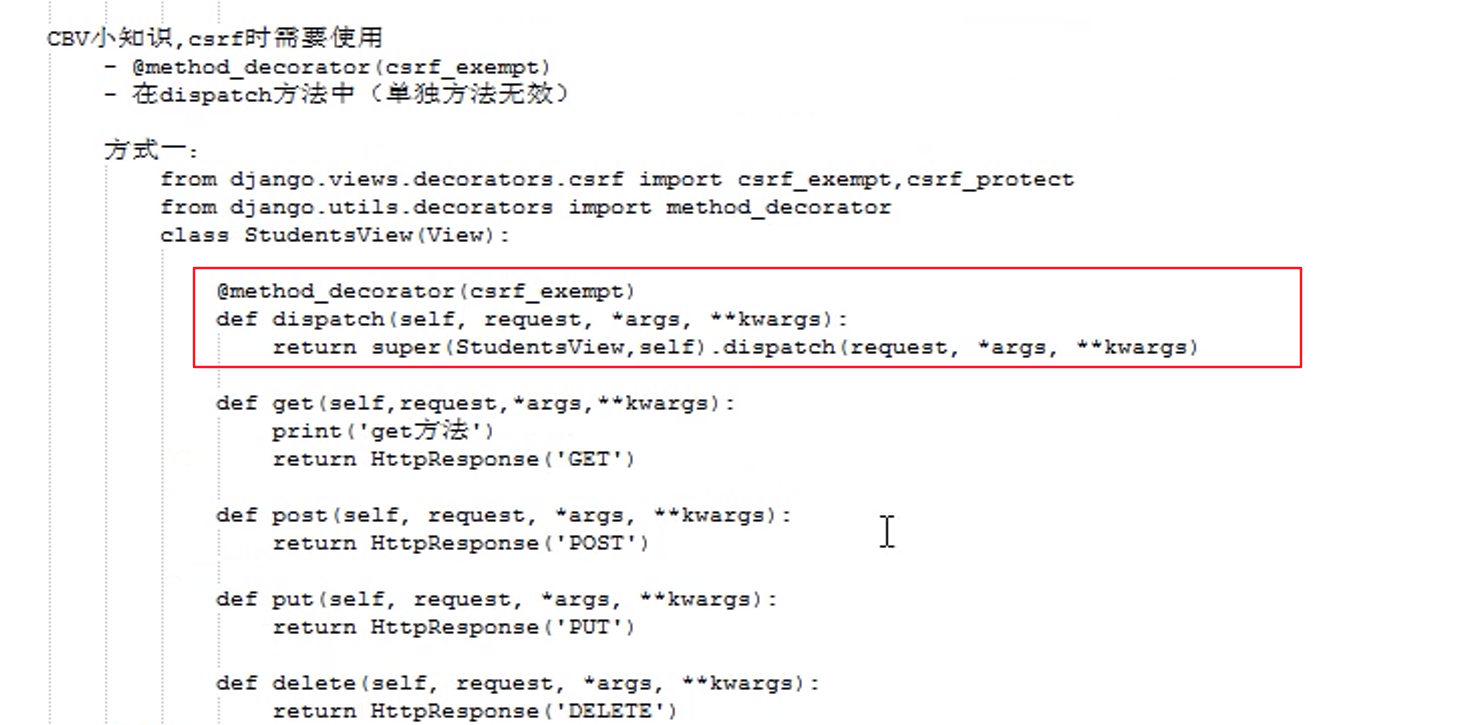 CBV小知识,csrf时需要使用
- @method_decorator(csrf_exempt)
- 在dispatch方法中（单独方法无效）
方式一:
from django.views.decorators.csrf import csrf_exempt,csrf_protect
from django.utils.decorators import method_decorator
class StudentsView(View):
@method_decorator(csrf_exempt)
def dispatch(self, request, *args, **kwargs):
return super(StudentsView,self).dispatch(request, *args, **kwargs)
def get(self,request,*args,**kwargs):
print('get方法')
return HttpResponse('GET')
def post(self, request, *args, **kwargs):
return HttpResponse('POST')
def put(self, request, *args, **kwargs):
return HttpResponse('PUT')
def delete(self, request, *args, **kwargs):
return HttpResponse('DELETE')